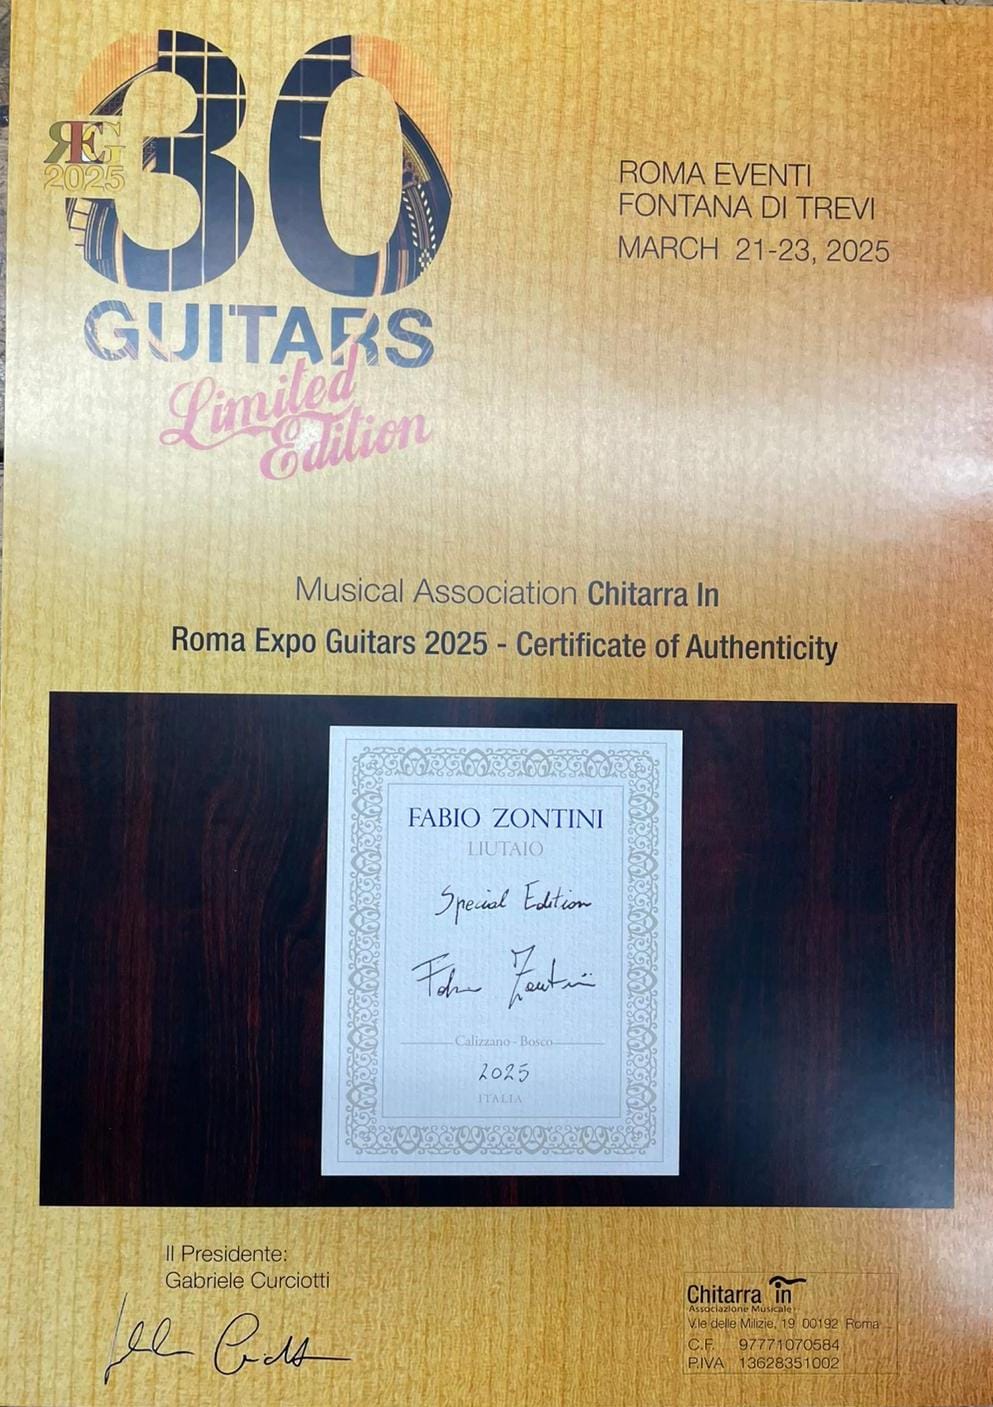 REG
2025
30
GUITARS
Limited
Edition
ROMA EVENTI
FONTANA DI TREVI
MARCH 21-23, 2025
Musical Association Chitarra In
Roma Expo Guitars 2025 - Certificate of Authenticity
FABIO ZONTINI
LIUTAIO
Special Edition
Fabio Zontini
Calizzano - Bosco
2025
ITALIA
Il Presidente:
Gabriele Curciotti
Chitarra in
Associazione Musicale
V.le delle Milizie, 19 00192 Roma
C.F. 97771070584
P.IVA 13628351002